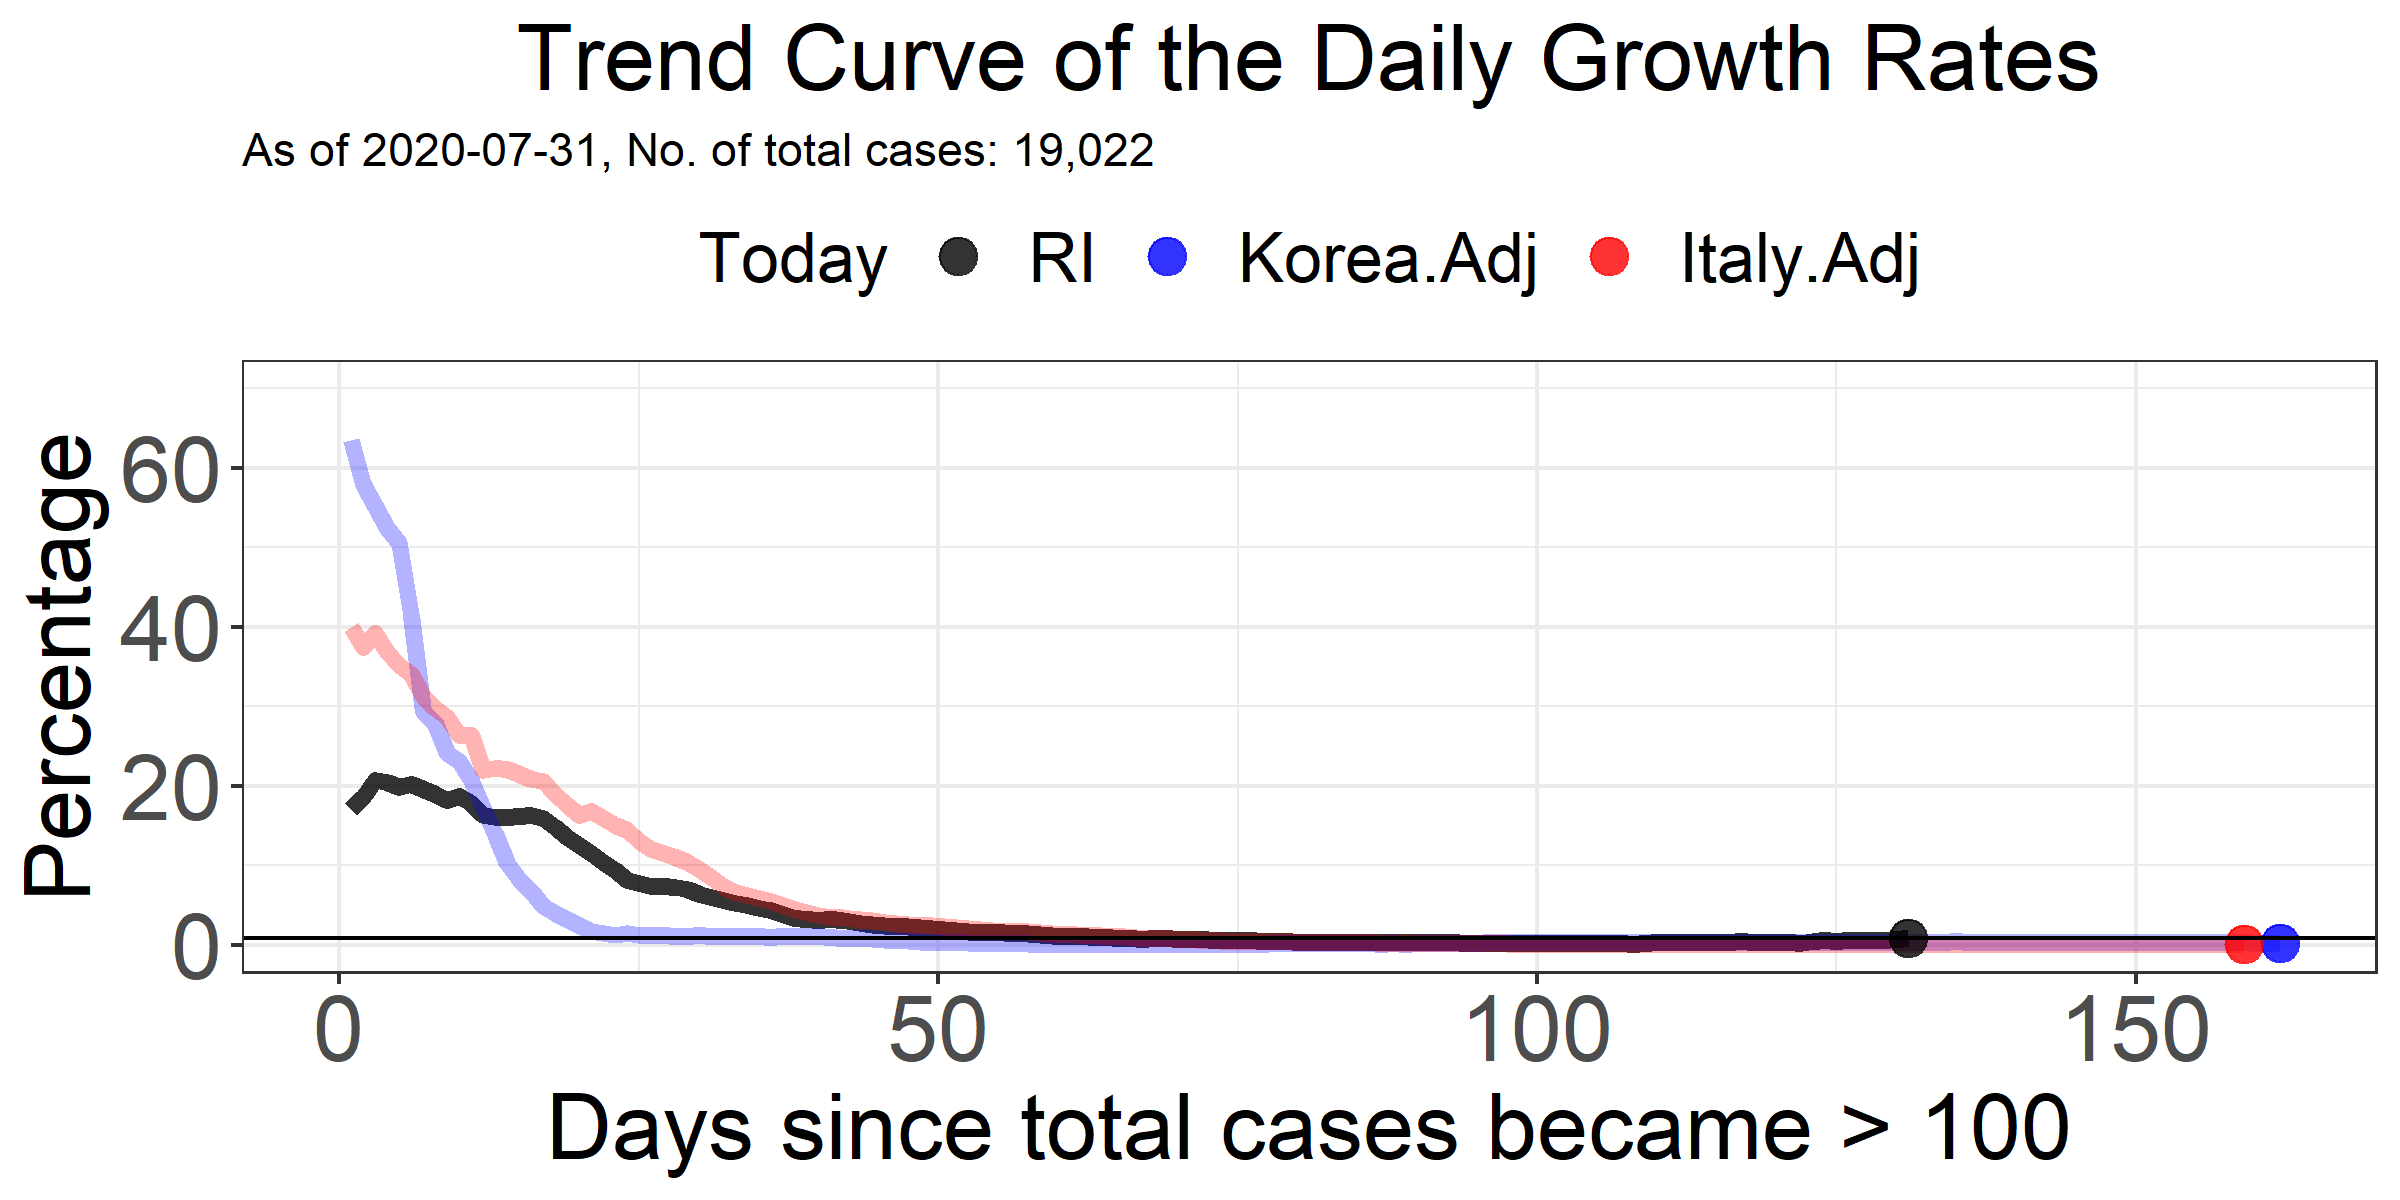 Trend Curve of the Daily Growth Rates
As of 2020-07-31, No. of total cases: 19,022
Today RI Korea.Adj Italy.Adj
Percentage
60
40
20
0
0 50 100 150
Days since total cases became > 100